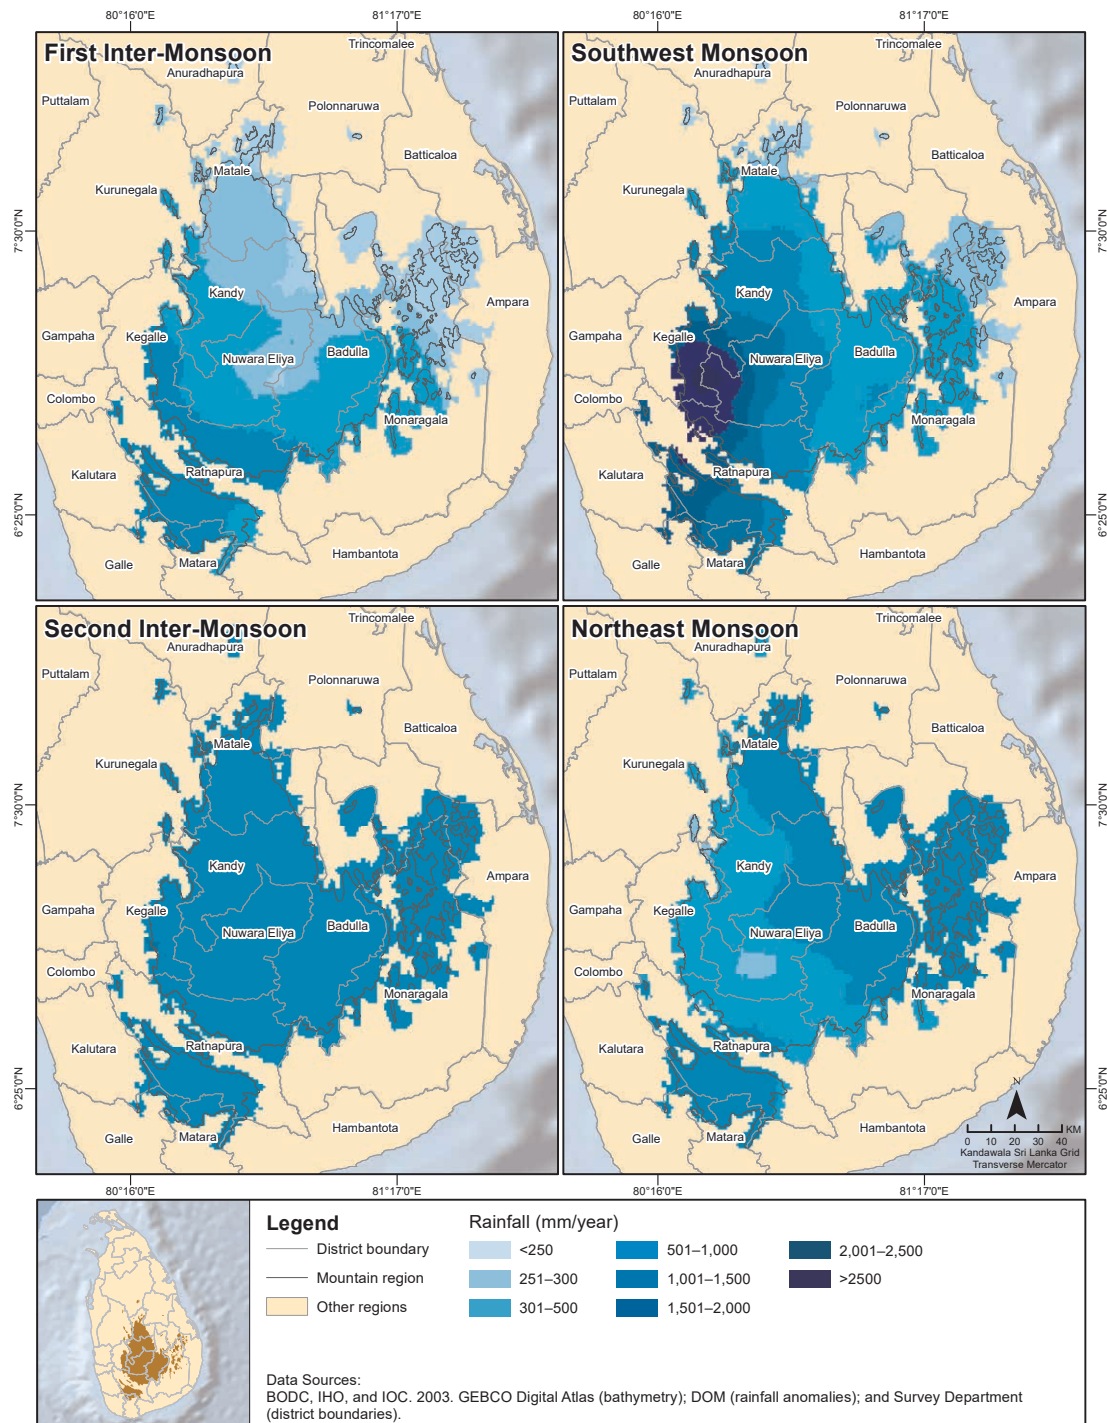 80°16'0"E
81°17'0"E
80°16'0"E
81°17'0"E
First Inter-Monsoon
Trincomalee
Anuradhapura
Puttalam
Polonnaruwa
Batticaloa
Matale
Kurunegala
7°30'0"N
Kandy
Ampara
Gampaha
Kegalle
Nuwara Eliya
Badulla
Colombo
Monaragala
Kalutara
Ratnapura
6°25'0"N
Hambantota
Galle
Matara
Southwest Monsoon
Trincomalee
Anuradhapura
Puttalam
Polonnaruwa
Batticaloa
Matale
Kurunegala
7°30'0"N
Kandy
Ampara
Gampaha
Kegalle
Nuwara Eliya
Badulla
Colombo
Monaragala
Kalutara
Ratnapura
6°25'0"N
Hambantota
Galle
Matara
Second Inter-Monsoon
Trincomalee
Anuradhapura
Puttalam
Polonnaruwa
Batticaloa
Matale
Kurunegala
7°30'0"N
Kandy
Ampara
Gampaha
Kegalle
Nuwara Eliya
Badulla
Colombo
Monaragala
Kalutara
Ratnapura
6°25'0"N
Hambantota
Galle
Matara
Northeast Monsoon
Trincomalee
Anuradhapura
Puttalam
Polonnaruwa
Batticaloa
Matale
Kurunegala
7°30'0"N
Kandy
Ampara
Gampaha
Kegalle
Nuwara Eliya
Badulla
Colombo
Monaragala
Kalutara
Ratnapura
6°25'0"N
Hambantota
Galle
Matara
N
KM
0 10 20 30 40
Kandawala Sri Lanka Grid
Transverse Mercator
80°16'0"E
81°17'0"E
80°16'0"E
81°17'0"E
Legend
District boundary
Mountain region
Other regions
Rainfall (mm/year)
<250
251–300
301–500
501–1,000
1,001–1,500
1,501–2,000
2,001–2,500
>2500
Data Sources:
BODC, IHO, and IOC. 2003. GEBCO Digital Atlas (bathymetry); DOM (rainfall anomalies); and Survey Department
(district boundaries).